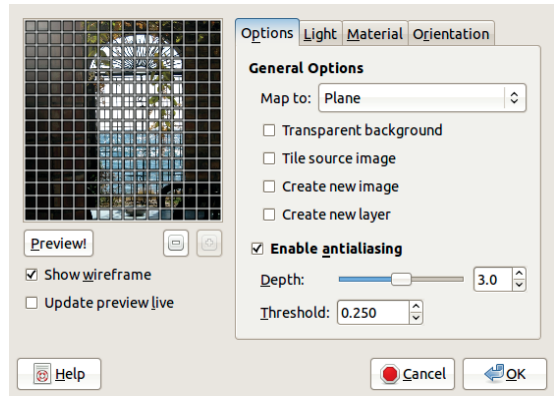 Options Light Material Orientation
General Options
Map to: Plane
Transparent background
Tile source image
Create new image
Create new layer
Preview!
Enable antialiasing
Show wireframe
Depth: 3.0
Update preview live
Threshold: 0.250
Help Cancel OK